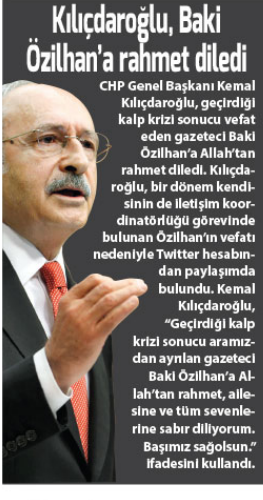 Kılıçdaroğlu, Baki
Özilhan’a rahmet diledi
CHP Genel Başkanı Kemal
Kılıçdaroğlu, geçirdiği
kalp krizi sonucu vefat
eden gazeteci Baki
Özilhan’a Allah’tan
rahmet diledi. Kılıçda-
roğlu, bir dönem kendi-
sinin de iletişim koor-
dinatörlüğü görevinde
bulunan Özilhan’ın vefatı
nedeniyle Twitter hesabın-
dan paylaşımda
bulundu. Kemal
Kılıçdaroğlu,
“Geçirdiği kalp
krizi sonucu aramız-
dan ayrılan gazeteci
Baki Özilhan’a Al-
lah’tan rahmet, aile-
sine ve tüm sevenle-
rine sabır diliyorum.
Başımız sağolsun.”
ifadesini kullandı.